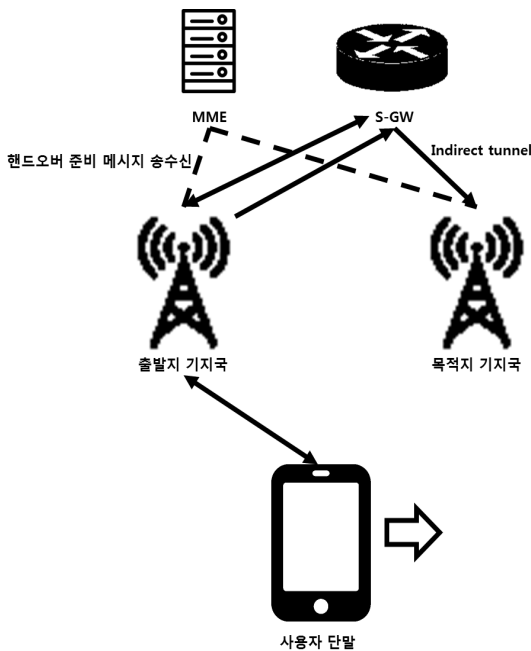 MME
S-GW
핸드오버 준비 메시지 송수신
Indirect tunnel
출발지 기지국
목적지 기지국
사용자 단말